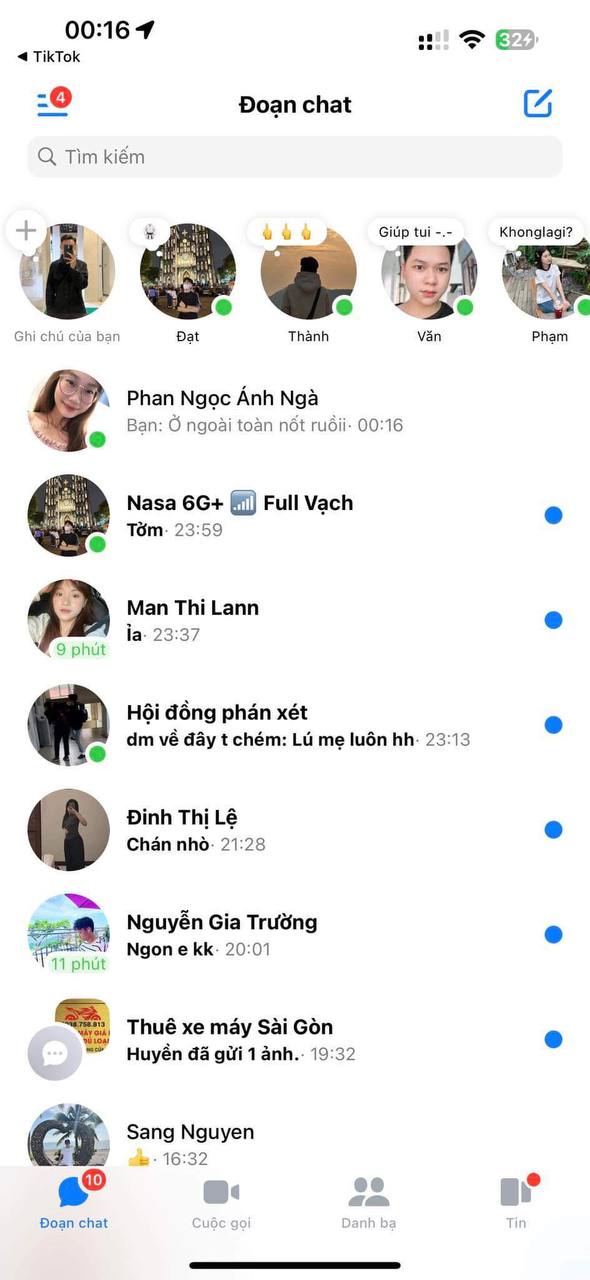 00:16
32
◀ TikTok
4
Đoạn chat
Tìm kiếm
Giúp tui -.-
Khonglagi?
Ghi chú của bạn
Đạt
Thành
Văn
Phạm
Phan Ngọc Ánh Ngà
Bạn: Ở ngoài toàn nốt ruồii· 00:16
Nasa 6G+ 📶 Full Vạch
Tởm· 23:59
Man Thi Lann
Ỉa· 23:37
9 phút
Hội đồng phán xét
dm về đây t chém: Lú mẹ luôn hh· 23:13
Đinh Thị Lệ
Chán nhò· 21:28
Nguyễn Gia Trường
Ngon e kk· 20:01
11 phút
Thuê xe máy Sài Gòn
Huyền đã gửi 1 ảnh.· 19:32
Sang Nguyen
👍· 16:32
10
Đoạn chat
Cuộc gọi
Danh bạ
Tin